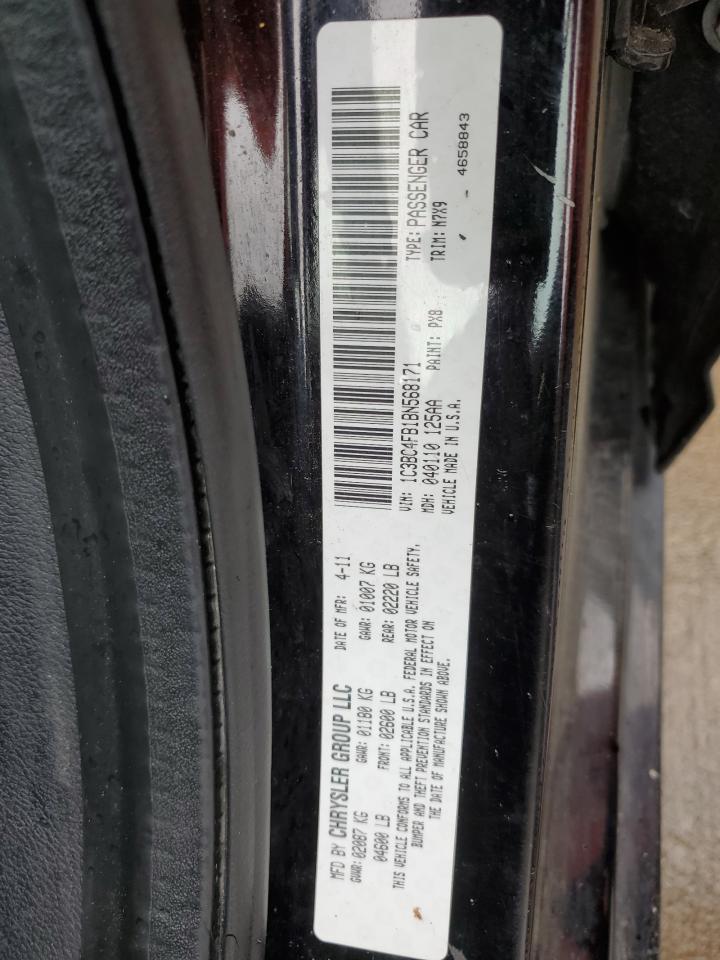 MFD BY CHRYSLER GROUP LLC
DATE OF MFR: 4-11
GVWR: 02087 KG
GAWR: 01180 KG
GAWR: 01007 KG
04600 LB
FRONT: 02600 LB
REAR: 02220 LB
THIS VEHICLE CONFORMS TO ALL APPLICABLE U.S.A. FEDERAL MOTOR VEHICLE SAFETY,
BUMPER AND THEFT PREVENTION STANDARDS IN EFFECT ON
THE DATE OF MANUFACTURE SHOWN ABOVE.
VIN: 1C3BC4FB1BN568171
TYPE: PASSENGER CAR
MDH: 040110 125AA
PAINT: PX8
TRIM: N7X9
VEHICLE MADE IN U.S.A.
4658843